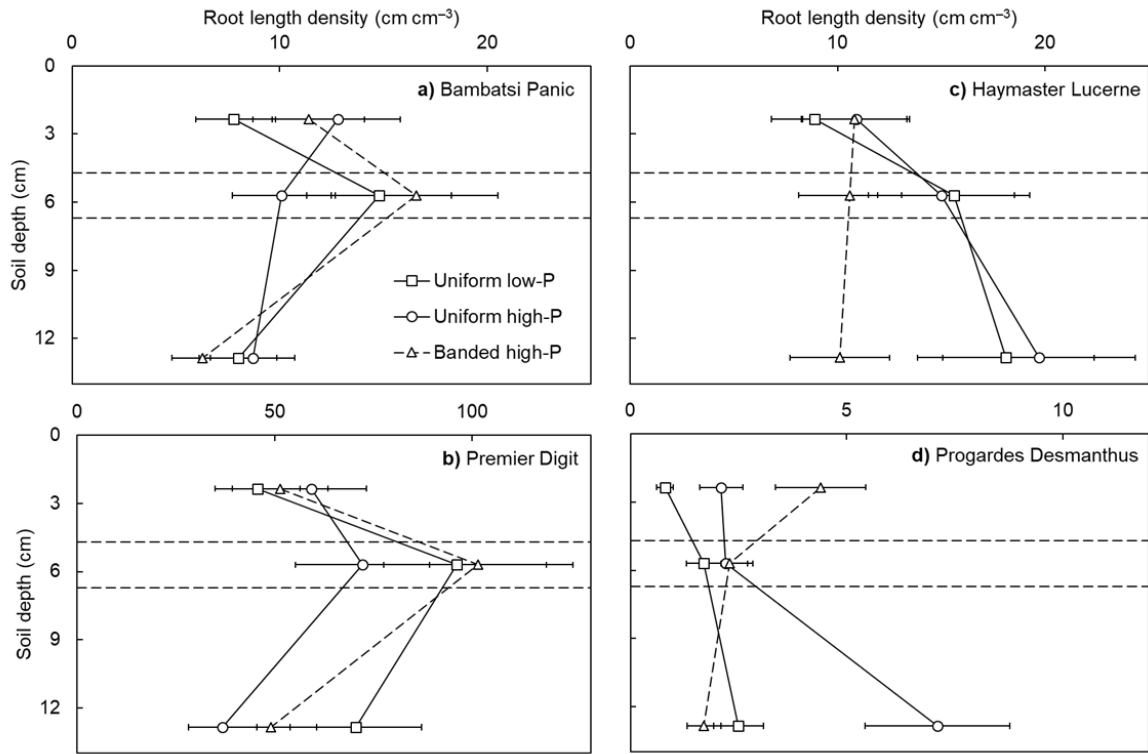 Root length density (cm cm⁻³)
0 10 20
0
3
6
9
12
Soil depth (cm)
a) Bambatsi Panic
Uniform low-P
Uniform high-P
Banded high-P
Root length density (cm cm⁻³)
0 10 20
c) Haymaster Lucerne
0 50 100
0
3
6
9
12
Soil depth (cm)
b) Premier Digit
0 5 10
d) Progardes Desmanthus